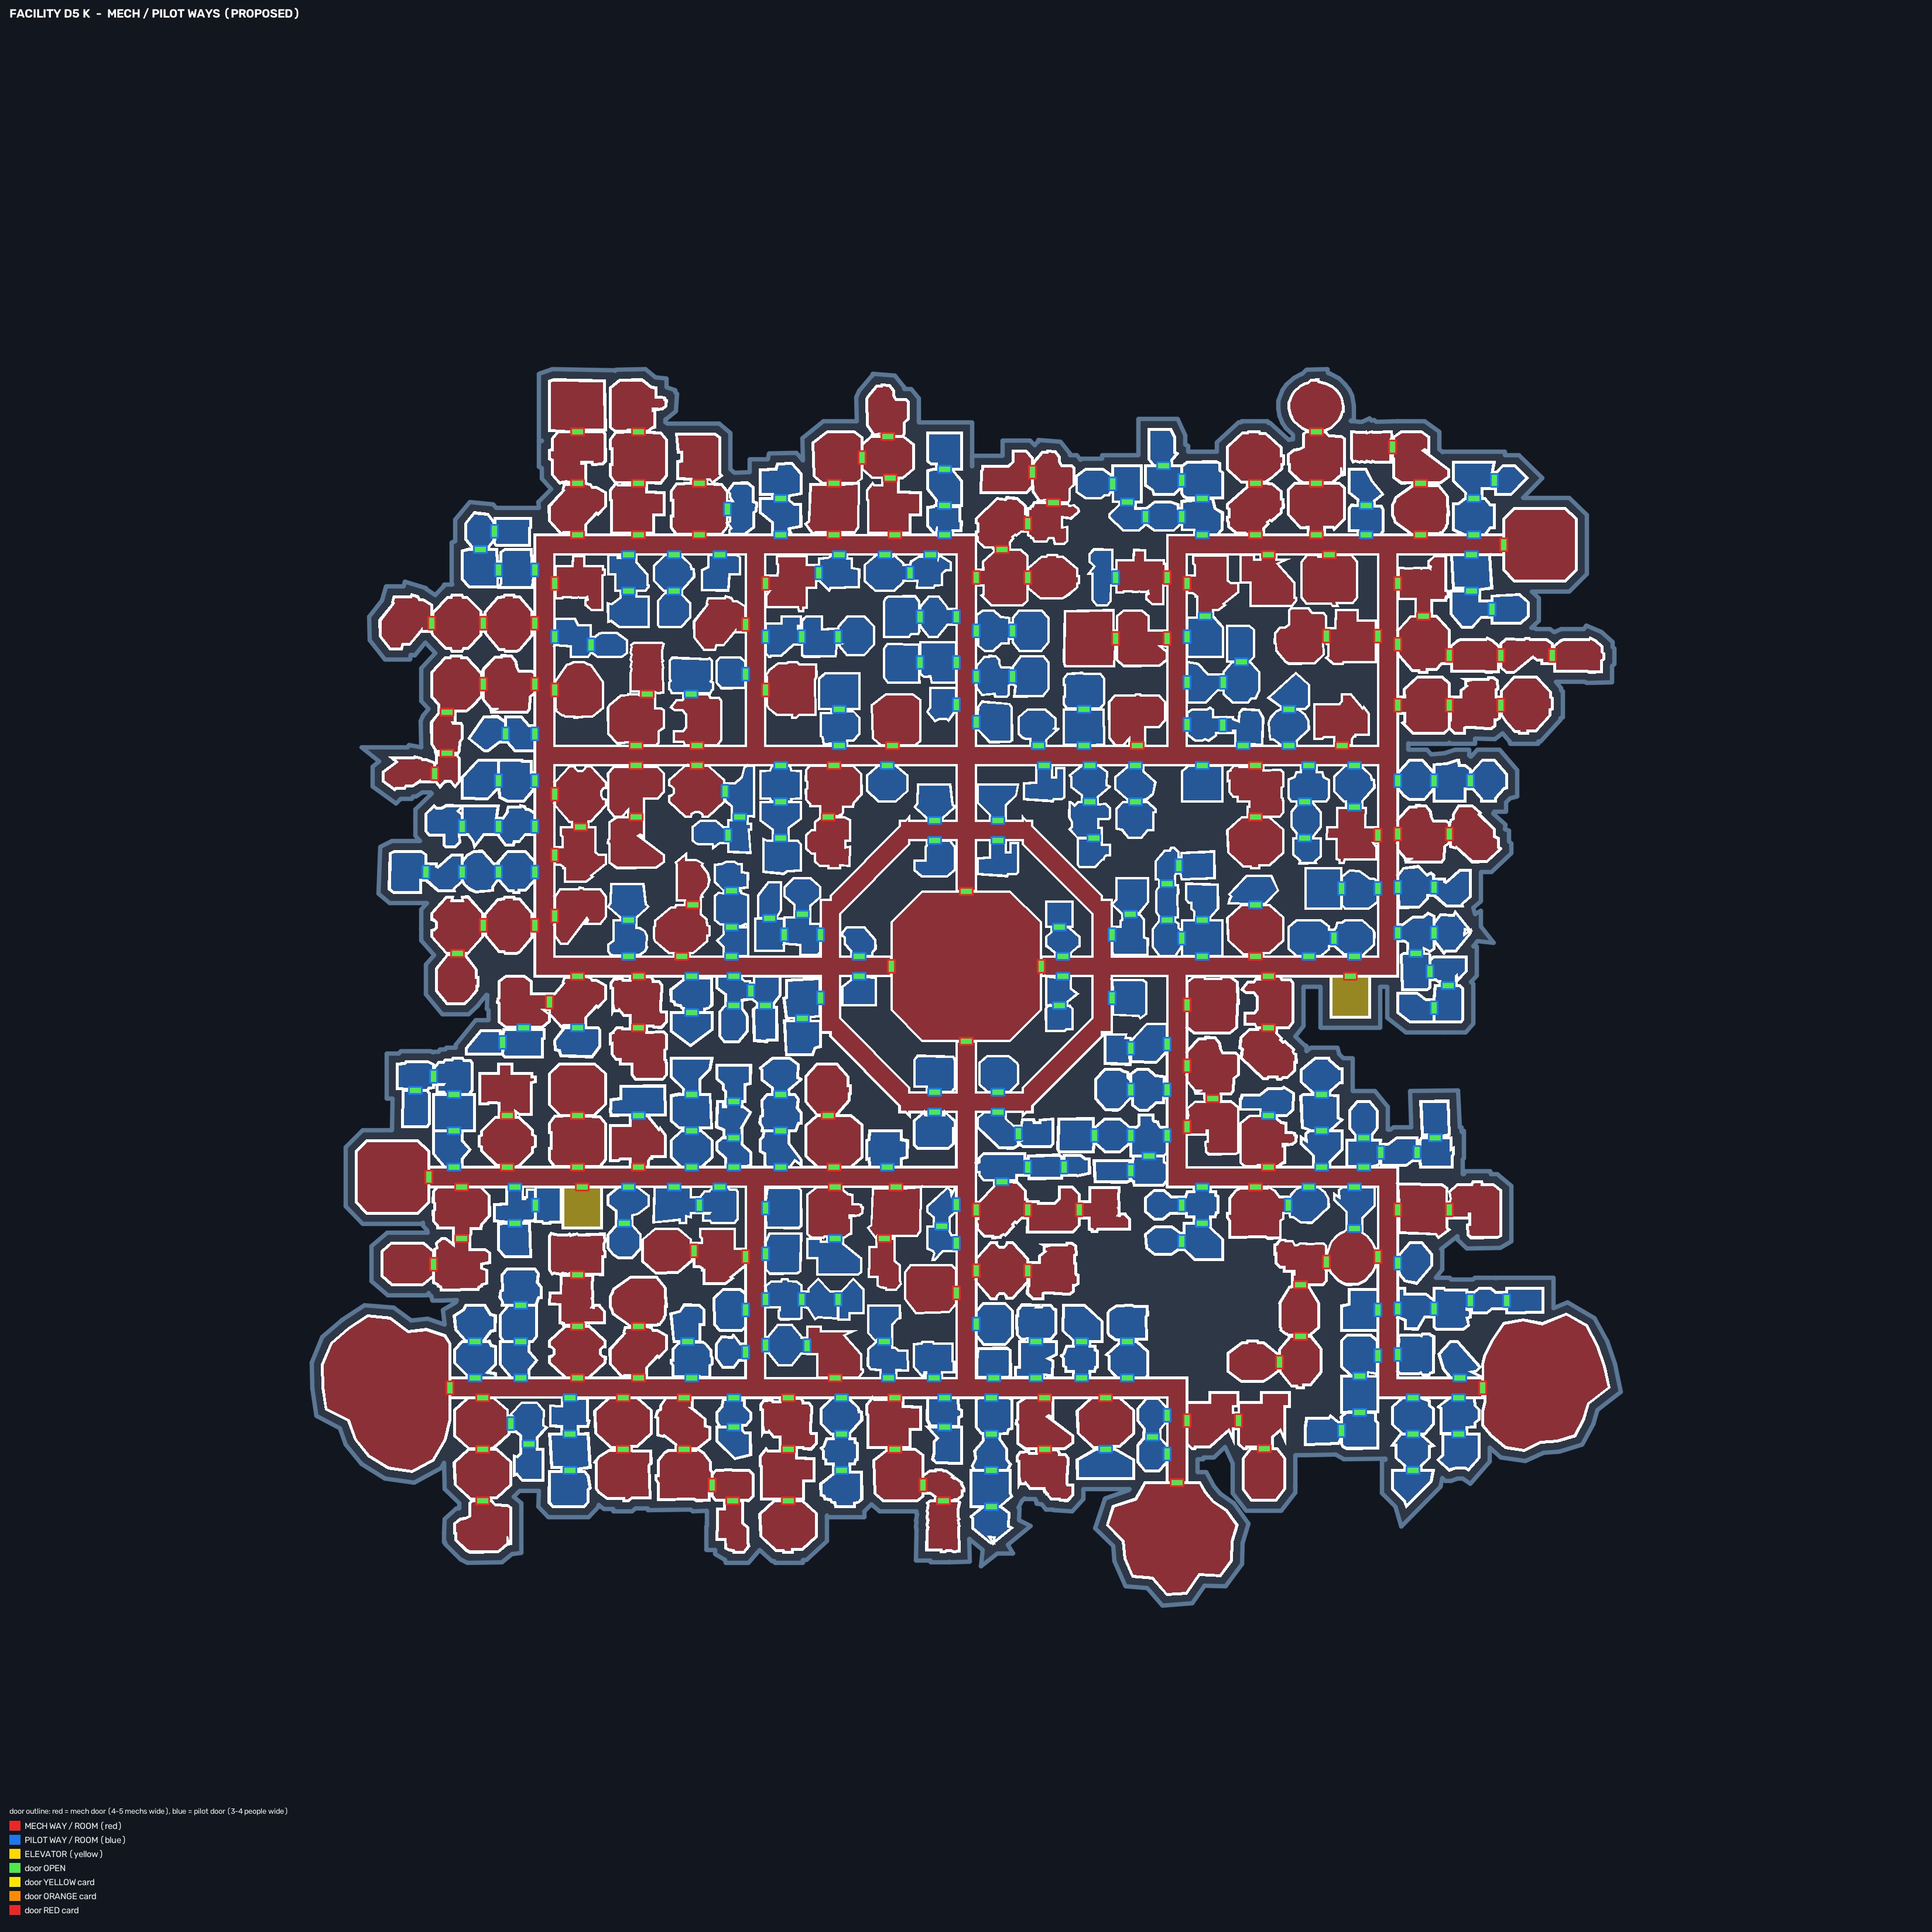 FACILITY D5 K - MECH / PILOT WAYS (PROPOSED)
door outline: red = mech door (4-5 mechs wide), blue = pilot door (3-4 people wide)
MECH WAY / ROOM (red)
PILOT WAY / ROOM (blue)
ELEVATOR (yellow)
door OPEN
door YELLOW card
door ORANGE card
door RED card